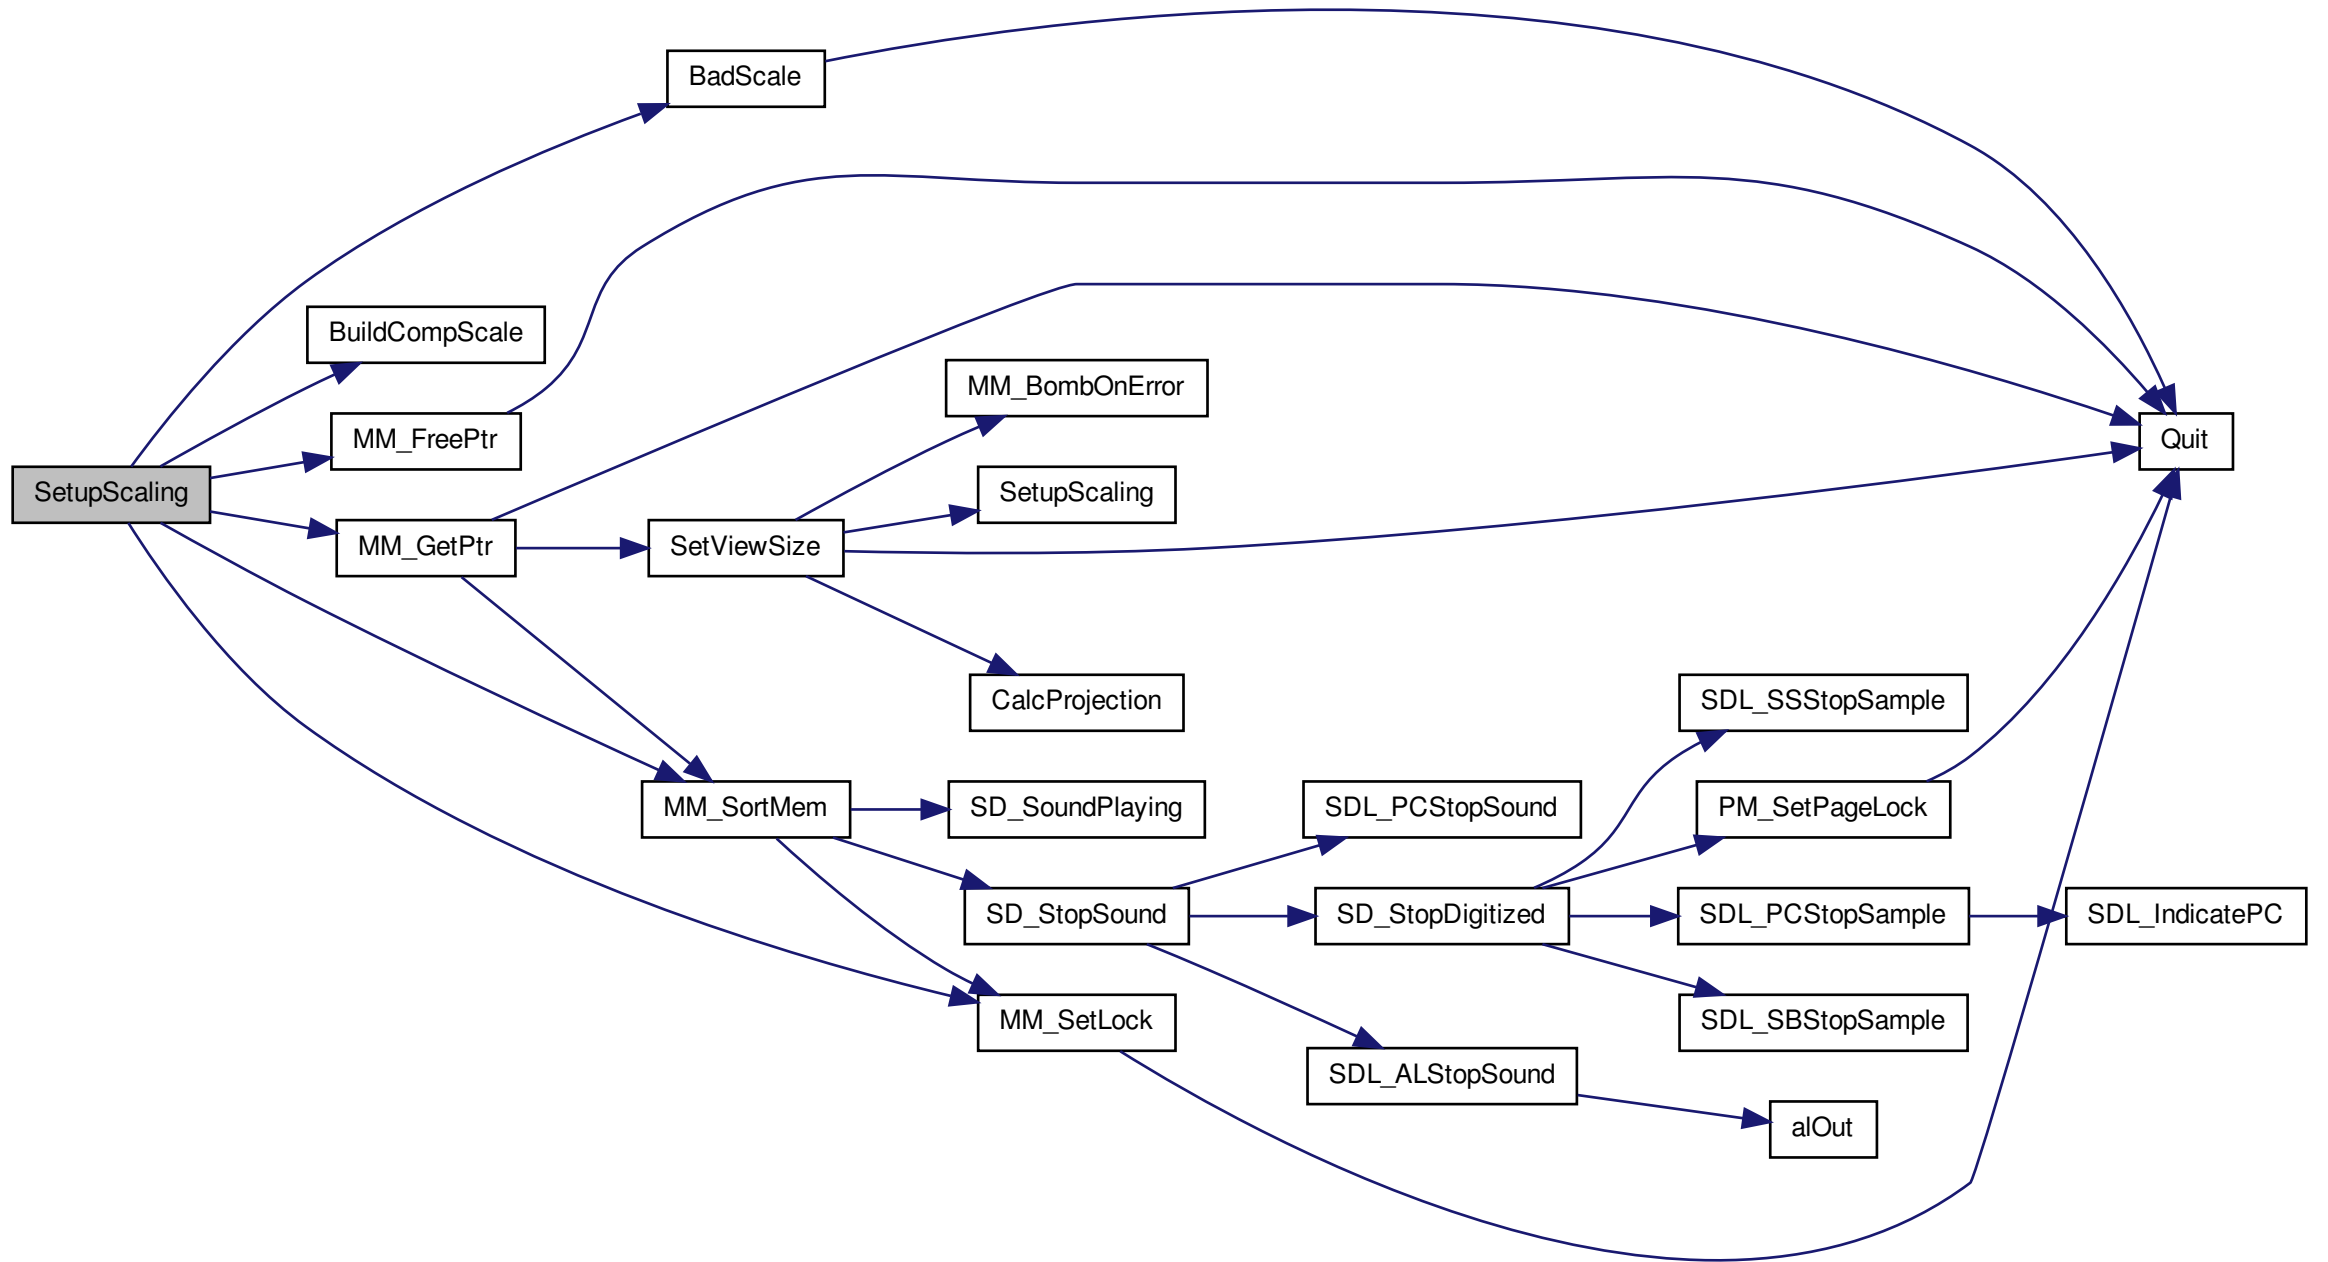 BadScale
BuildCompScale
MM_BombOnError
MM_FreePtr
Quit
SetupScaling
SetupScaling
MM_GetPtr
SetViewSize
CalcProjection
SDL_SSStopSample
MM_SortMem
SD_SoundPlaying
SDL_PCStopSound
PM_SetPageLock
SD_StopSound
SD_StopDigitized
SDL_PCStopSample
SDL_IndicatePC
MM_SetLock
SDL_SBStopSample
SDL_ALStopSound
alOut